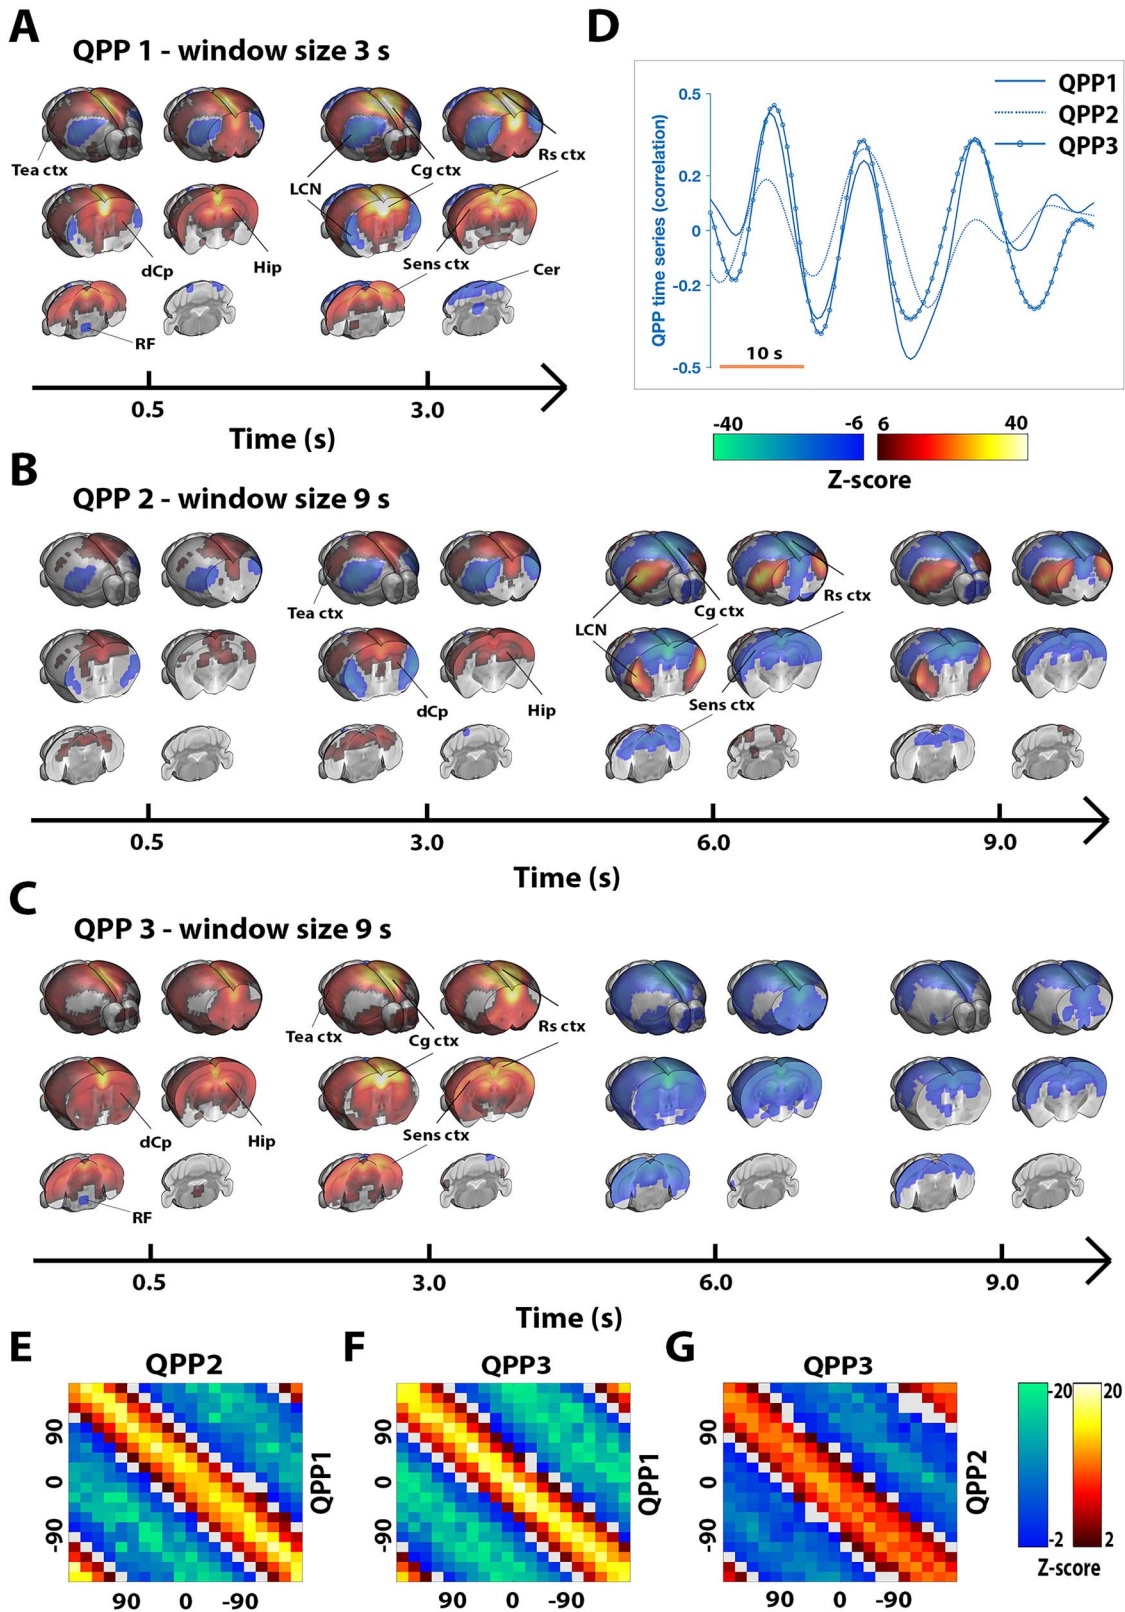 A
QPP 1 - window size 3 s
Tea ctx
LCN
Cg ctx
Rs ctx
dCp
Hip
Sens ctx
Cer
RF
0.5
3.0
Time (s)
D
QPP1
QPP2
QPP3
QPP time series (correlation)
0.5
0.2
0
-0.2
-0.5
10 s
-40
-6
6
40
Z-score
B
QPP 2 - window size 9 s
Tea ctx
LCN
Cg ctx
Rs ctx
dCp
Hip
Sens ctx
0.5
3.0
6.0
9.0
Time (s)
C
QPP 3 - window size 9 s
Tea ctx
Cg ctx
Rs ctx
dCp
Hip
Sens ctx
RF
0.5
3.0
6.0
9.0
Time (s)
E
QPP2
90
0
-90
QPP1
90
0
-90
F
QPP3
90
0
-90
QPP1
90
0
-90
G
QPP3
90
0
-90
QPP2
90
0
-90
-20
20
-2
2
Z-score